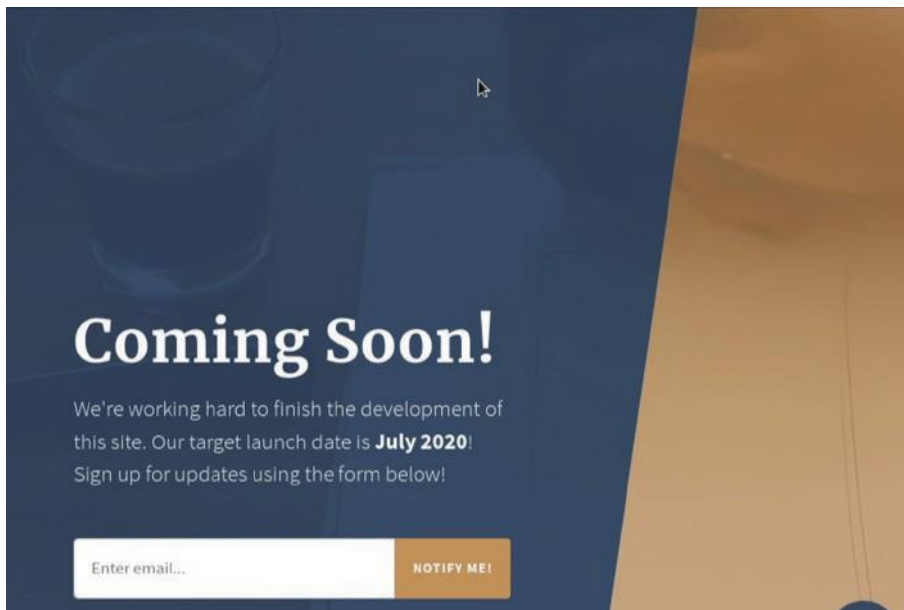 Coming Soon!
We're working hard to finish the development of
this site. Our target launch date is July 2020!
Sign up for updates using the form below!
Enter email...
NOTIFY ME!